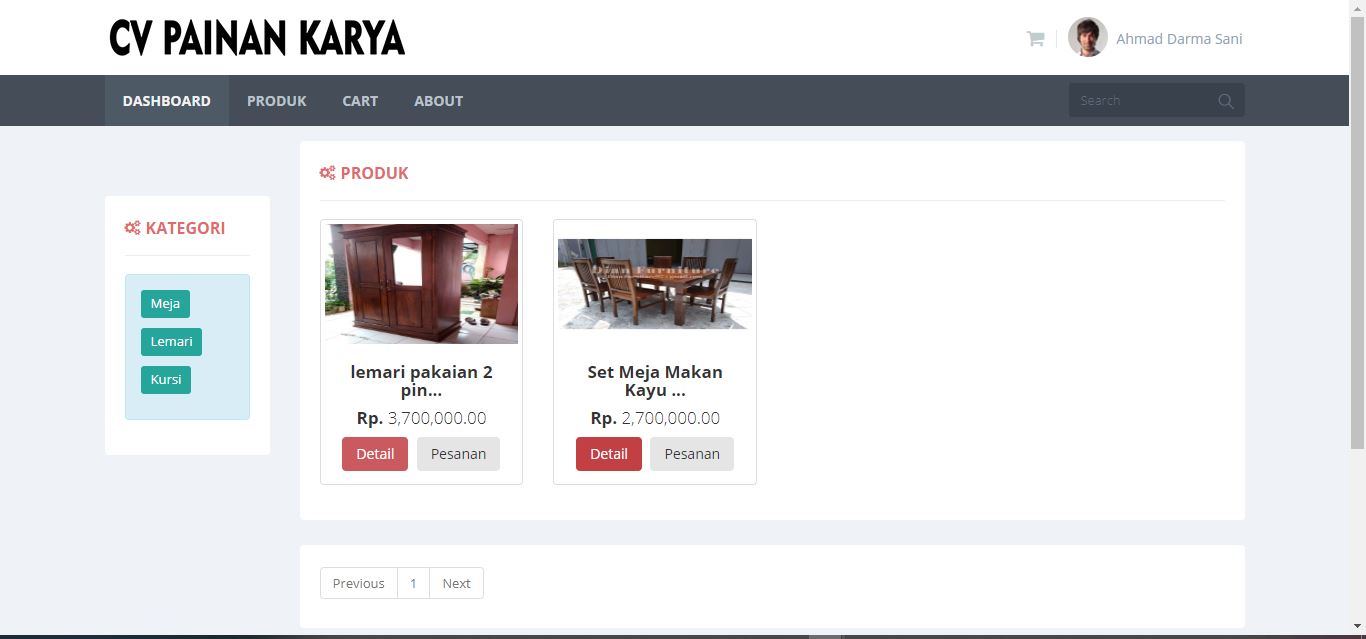 CV PAINAN KARYA
Ahmad Darma Sani
DASHBOARD PRODUK CART ABOUT Search
PRODUK
KATEGORI
Meja
Lemari
Kursi
Dian Furniture
lemari pakaian 2
pin...
Rp. 3,700,000.00
Detail Pesanan
Set Meja Makan
Kayu ...
Rp. 2,700,000.00
Detail Pesanan
Previous 1 Next